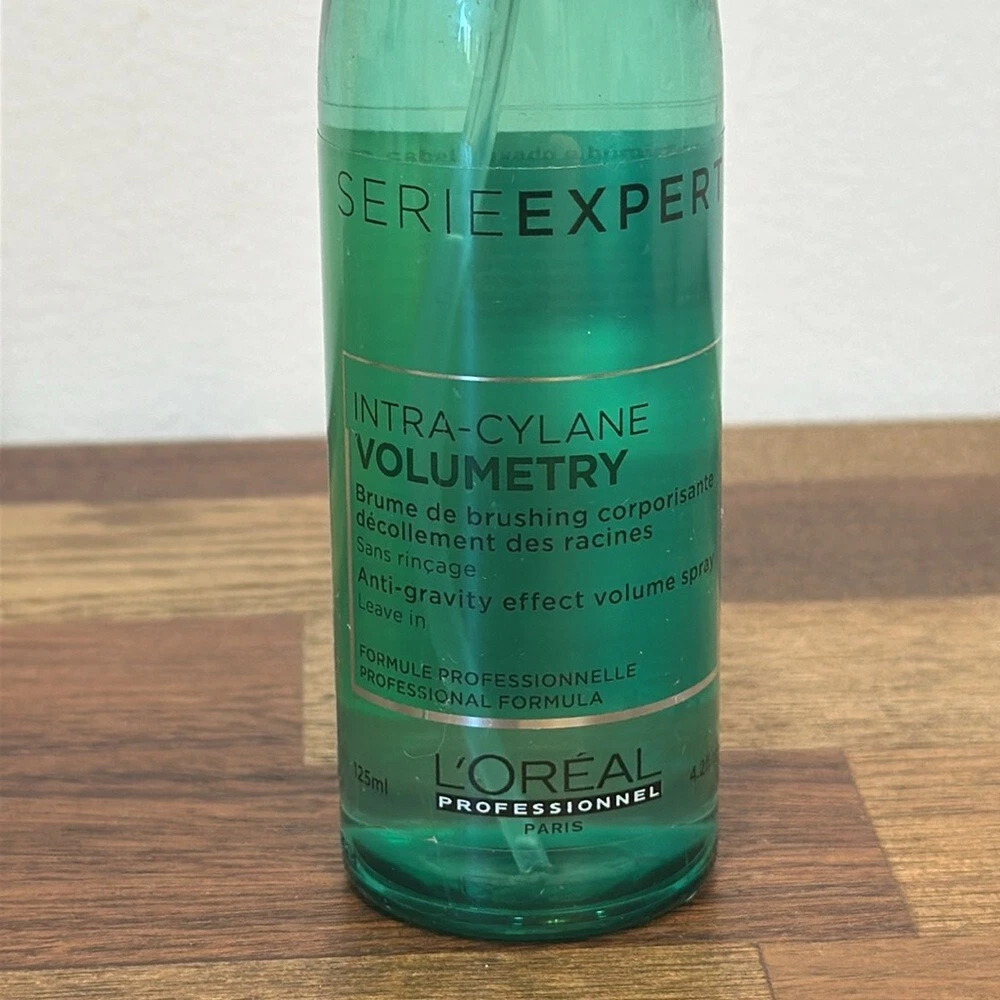 SERIEEXPERT
INTRA-CYLANE
VOLUMETRY
Brume de brushing corporisante
décollement des racines
Sans rinçage
Anti-gravity effect volume spray
Leave in
FORMULE PROFESSIONNELLE
PROFESSIONAL FORMULA
125ml
L'ORÉAL
PROFESSIONNEL
PARIS